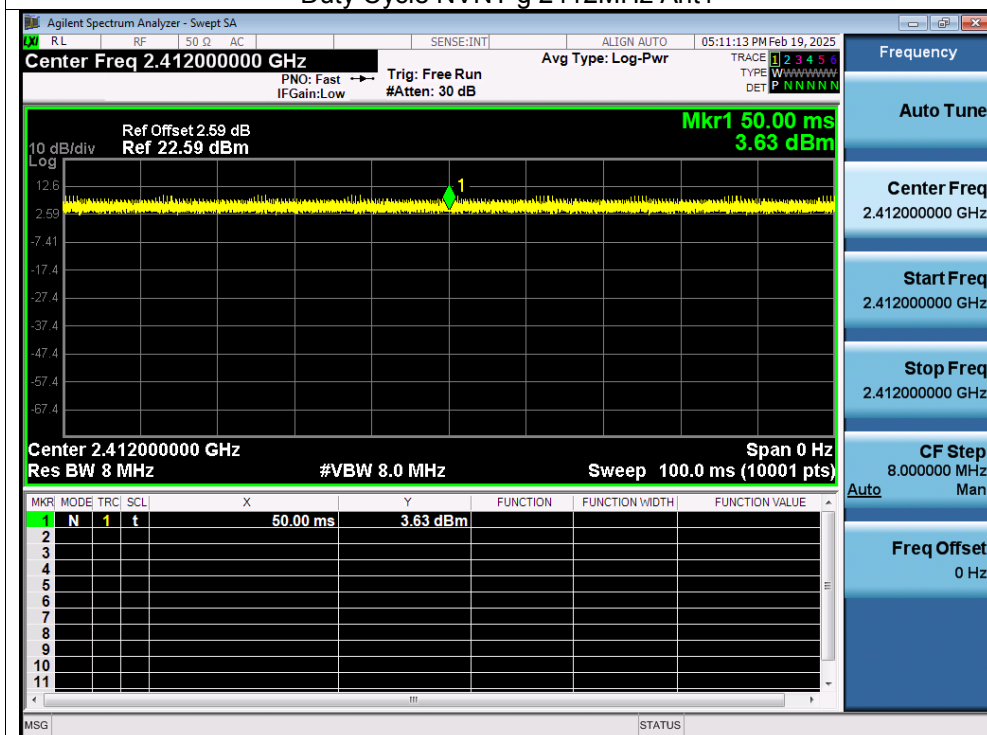 Duty Cycle NVNT g 2412MHz Ant1
Agilent Spectrum Analyzer - Swept SA
LXI RL RF 50 Ω AC SENSE:INT ALIGN AUTO 05:11:13 PM Feb 19, 2025
Center Freq 2.412000000 GHz
PNO: Fast
IFGain:Low
Trig: Free Run
#Atten: 30 dB
Avg Type: Log-Pwr
TRACE 1 2 3 4 5 6
TYPE WWWWWW
DET P N N N N N
Frequency
Auto Tune
Center Freq
2.412000000 GHz
Start Freq
2.412000000 GHz
Stop Freq
2.412000000 GHz
CF Step
8.000000 MHz
Auto Man
Freq Offset
0 Hz
Mkr1 50.00 ms
3.63 dBm
Ref Offset 2.59 dB
10 dB/div Ref 22.59 dBm
Log
1
12.6
2.59
-7.41
-17.4
-27.4
-37.4
-47.4
-57.4
-67.4
Center 2.412000000 GHz Span 0 Hz
Res BW 8 MHz #VBW 8.0 MHz Sweep 100.0 ms (10001 pts)
MKR MODE TRC SCL X Y FUNCTION FUNCTION WIDTH FUNCTION VALUE
1 N 1 t 50.00 ms 3.63 dBm
2
3
4
5
6
7
8
9
10
11
MSG STATUS